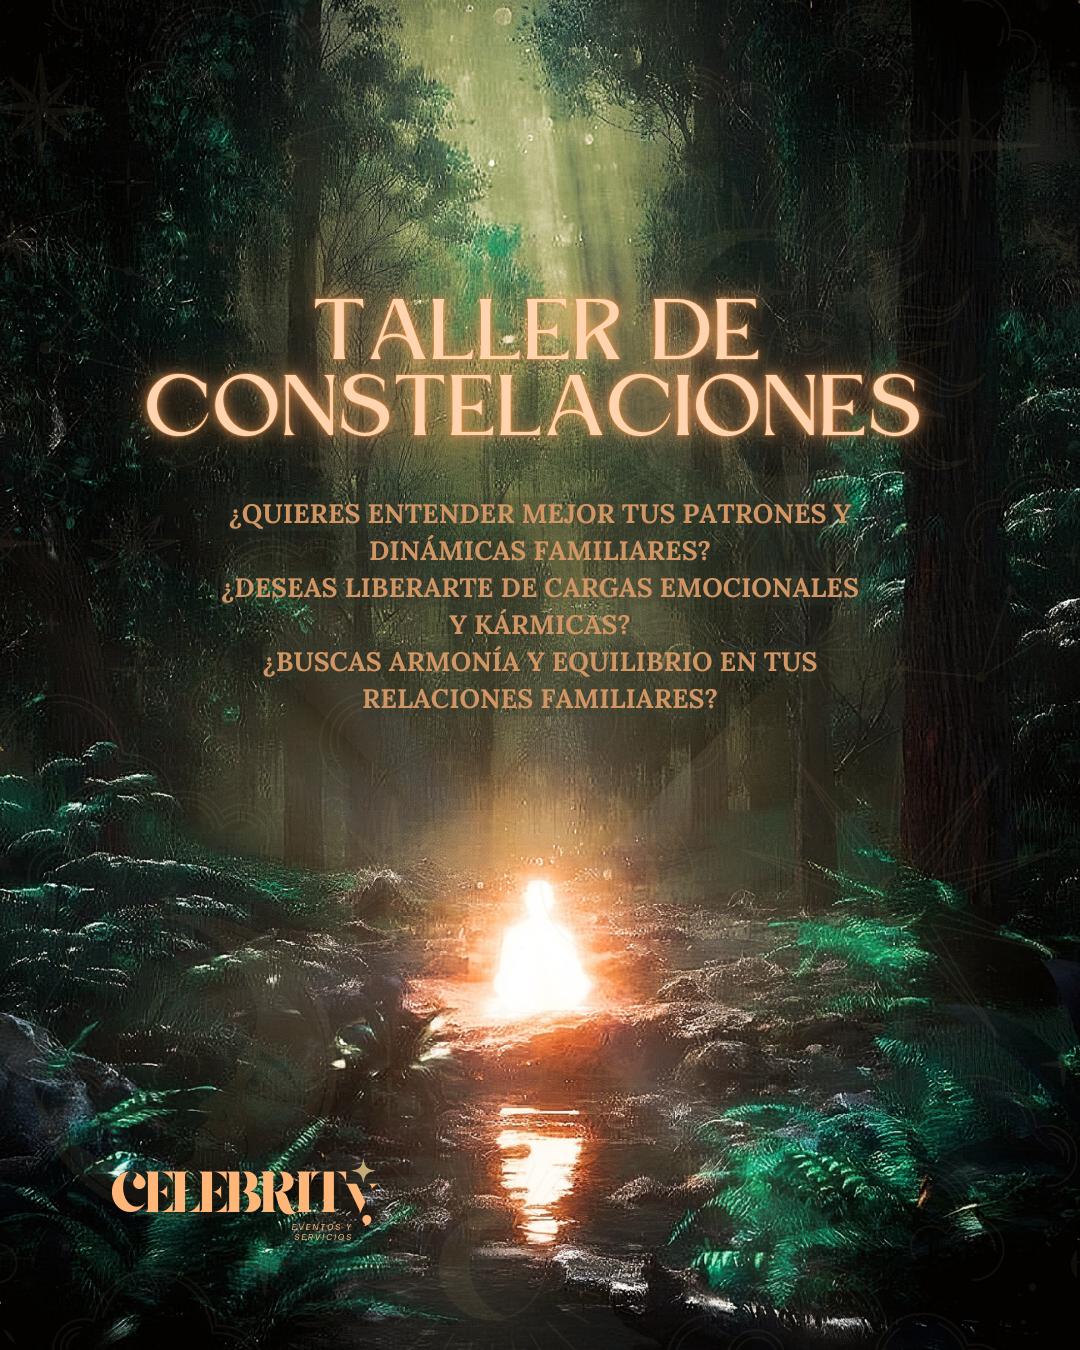 TALLER DE
CONSTELACIONES
¿QUIERES ENTENDER MEJOR TUS PATRONES Y
DINÁMICAS FAMILIARES?
¿DESEAS LIBERARTE DE CARGAS EMOCIONALES
Y KÁRMICAS?
¿BUSCAS ARMONÍA Y EQUILIBRIO EN TUS
RELACIONES FAMILIARES?
CELEBRITY
EVENTOS Y
SERVICIOS